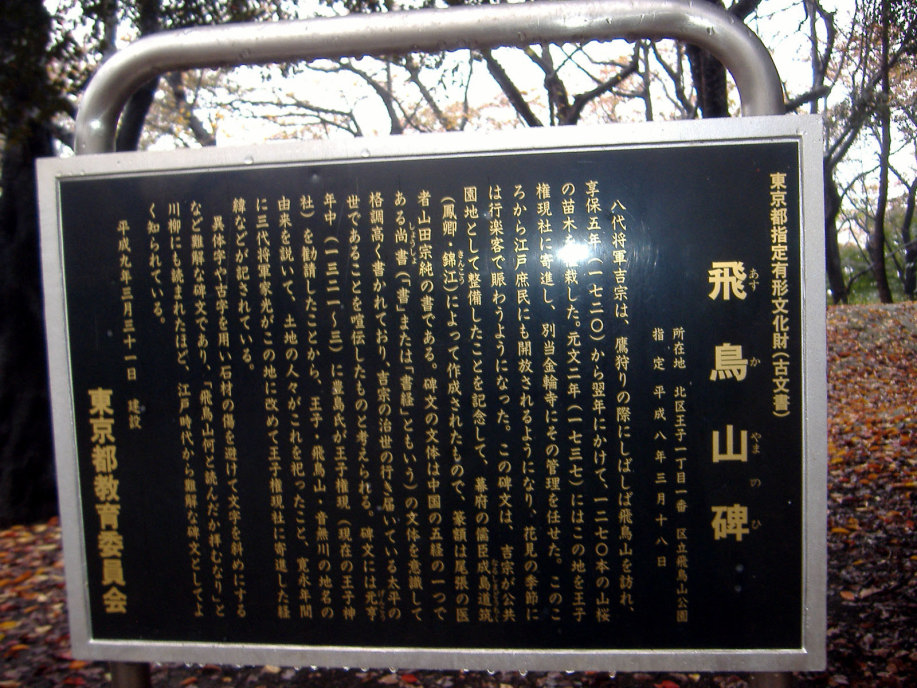 東京都指定有形文化財(古文書)
飛鳥山碑
あすかやまのひ
所在地 北区王子一丁目一番 区立飛鳥山公園
指定 平成八年三月十八日
八代将軍吉宗は、鷹狩りの際にしばしば飛鳥山を訪れ、
享保五年(一七二〇)から翌年にかけて、一二七〇本の山桜
の苗木を植栽した。元文二年(一七三七)にはこの地を王子
権現社に寄進し、別当金輪寺にその管理を任せた。このこ
ろから江戸庶民にも開放されるようになり、花見の季節に
は行楽客で賑わうようになった。この碑文は、吉宗が公共
園地として整備したことを記念して、幕府の儒臣成島道筑
(鳳卿・錦江)によって作成されたもので、篆額は尾張の医
者山田宗純の書である。碑文の文体は中国の五経の一つで
ある尚書(「書」または「書経」ともいう)の文体を意識して
格調高く書かれており、吉宗の治世の行き届いている太平の
世であることを喧伝したものと考えられる。碑文には元亨
年中(一三二一~三)に豊島氏が王子権現(現在の王子神
社)を勧請したことから、王子・飛鳥山・音無川の地名の
由来を説いて、土地の人々がこれを祀ったこと、寛永年間
に三代将軍家光がこの地に改めて王子権現社に寄進した経
緯などが記されている。
異体字や古字を用い石材の傷を避けて文字を斜めにする
など難解な碑文であり、「飛鳥山何と読んだか拝むなり」と
川柳にも読まれたほど、江戸時代から難解な碑文としてよ
く知られている。
平成九年三月三十一日 建設
東京都教育委員会